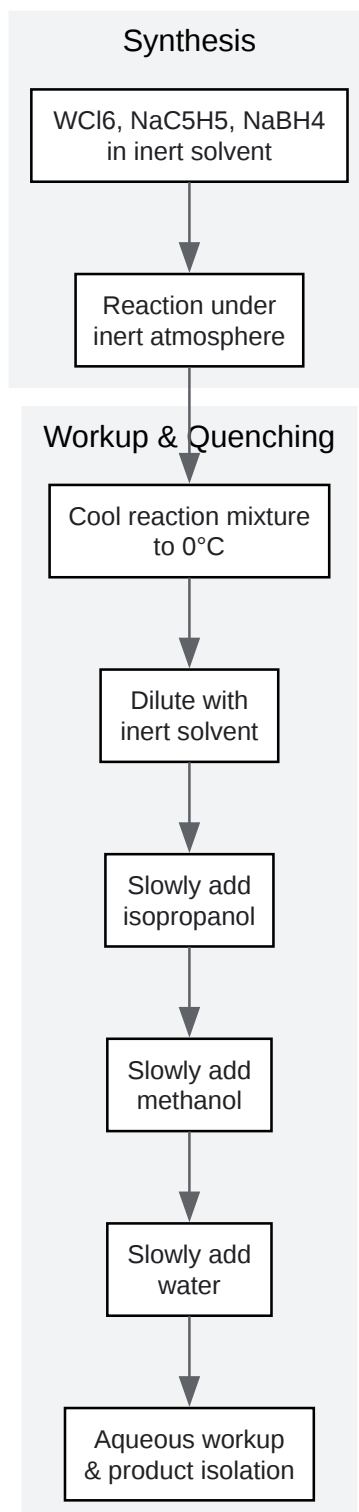 Synthesis
WCl6, NaC5H5, NaBH4
in inert solvent
Reaction under
inert atmosphere
Workup & Quenching
Cool reaction mixture
to 0°C
Dilute with
inert solvent
Slowly add
isopropanol
Slowly add
methanol
Slowly add
water
Aqueous workup
& product isolation